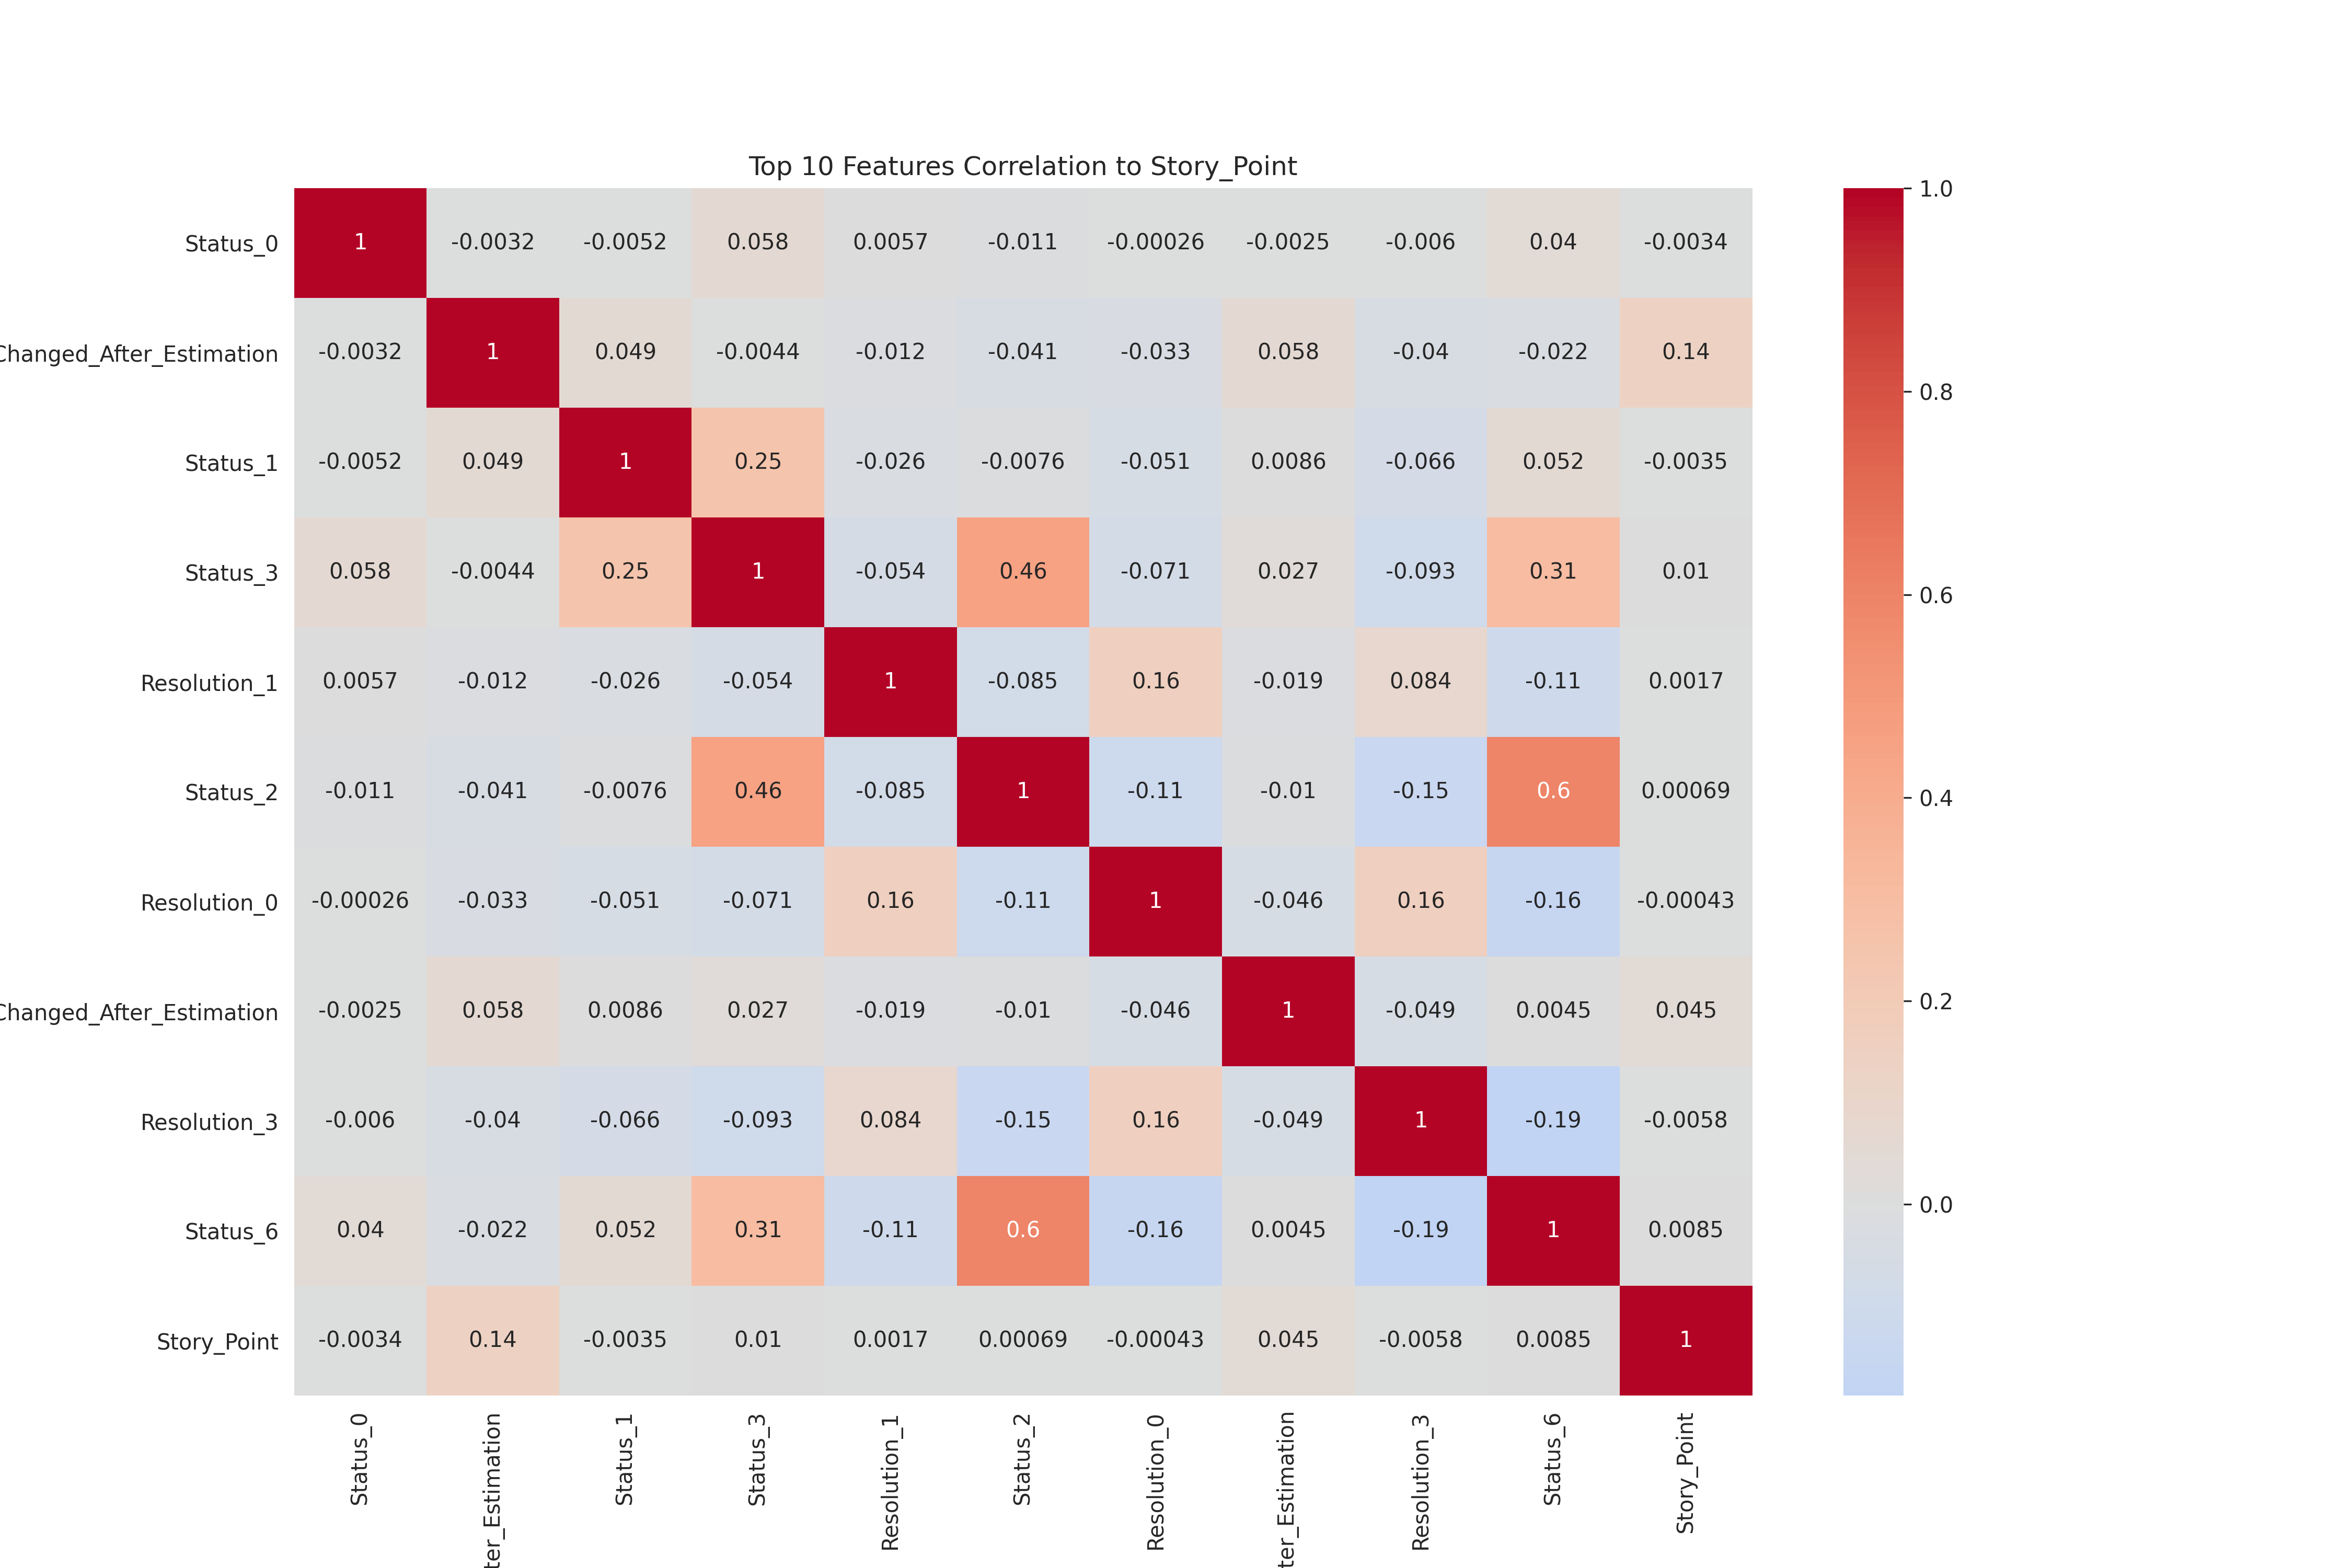 Top 10 Features Correlation to Story_Point
Status_0 1 -0.0032 -0.0052 0.058 0.0057 -0.011 -0.00026 -0.0025 -0.006 0.04 -0.0034
Changed_After_Estimation -0.0032 1 0.049 -0.0044 -0.012 -0.041 -0.033 0.058 -0.04 -0.022 0.14
Status_1 -0.0052 0.049 1 0.25 -0.026 -0.0076 -0.051 0.0086 -0.066 0.052 -0.0035
Status_3 0.058 -0.0044 0.25 1 -0.054 0.46 -0.071 0.027 -0.093 0.31 0.01
Resolution_1 0.0057 -0.012 -0.026 -0.054 1 -0.085 0.16 -0.019 0.084 -0.11 0.0017
Status_2 -0.011 -0.041 -0.0076 0.46 -0.085 1 -0.11 -0.01 -0.15 0.6 0.00069
Resolution_0 -0.00026 -0.033 -0.051 -0.071 0.16 -0.11 1 -0.046 0.16 -0.16 -0.00043
Changed_After_Estimation -0.0025 0.058 0.0086 0.027 -0.019 -0.01 -0.046 1 -0.049 0.0045 0.045
Resolution_3 -0.006 -0.04 -0.066 -0.093 0.084 -0.15 0.16 -0.049 1 -0.19 -0.0058
Status_6 0.04 -0.022 0.052 0.31 -0.11 0.6 -0.16 0.0045 -0.19 1 0.0085
Story_Point -0.0034 0.14 -0.0035 0.01 0.0017 0.00069 -0.00043 0.045 -0.0058 0.0085 1
Status_0
ter_Estimation
Status_1
Status_3
Resolution_1
Status_2
Resolution_0
ter_Estimation
Resolution_3
Status_6
Story_Point
1.0
0.8
0.6
0.4
0.2
0.0